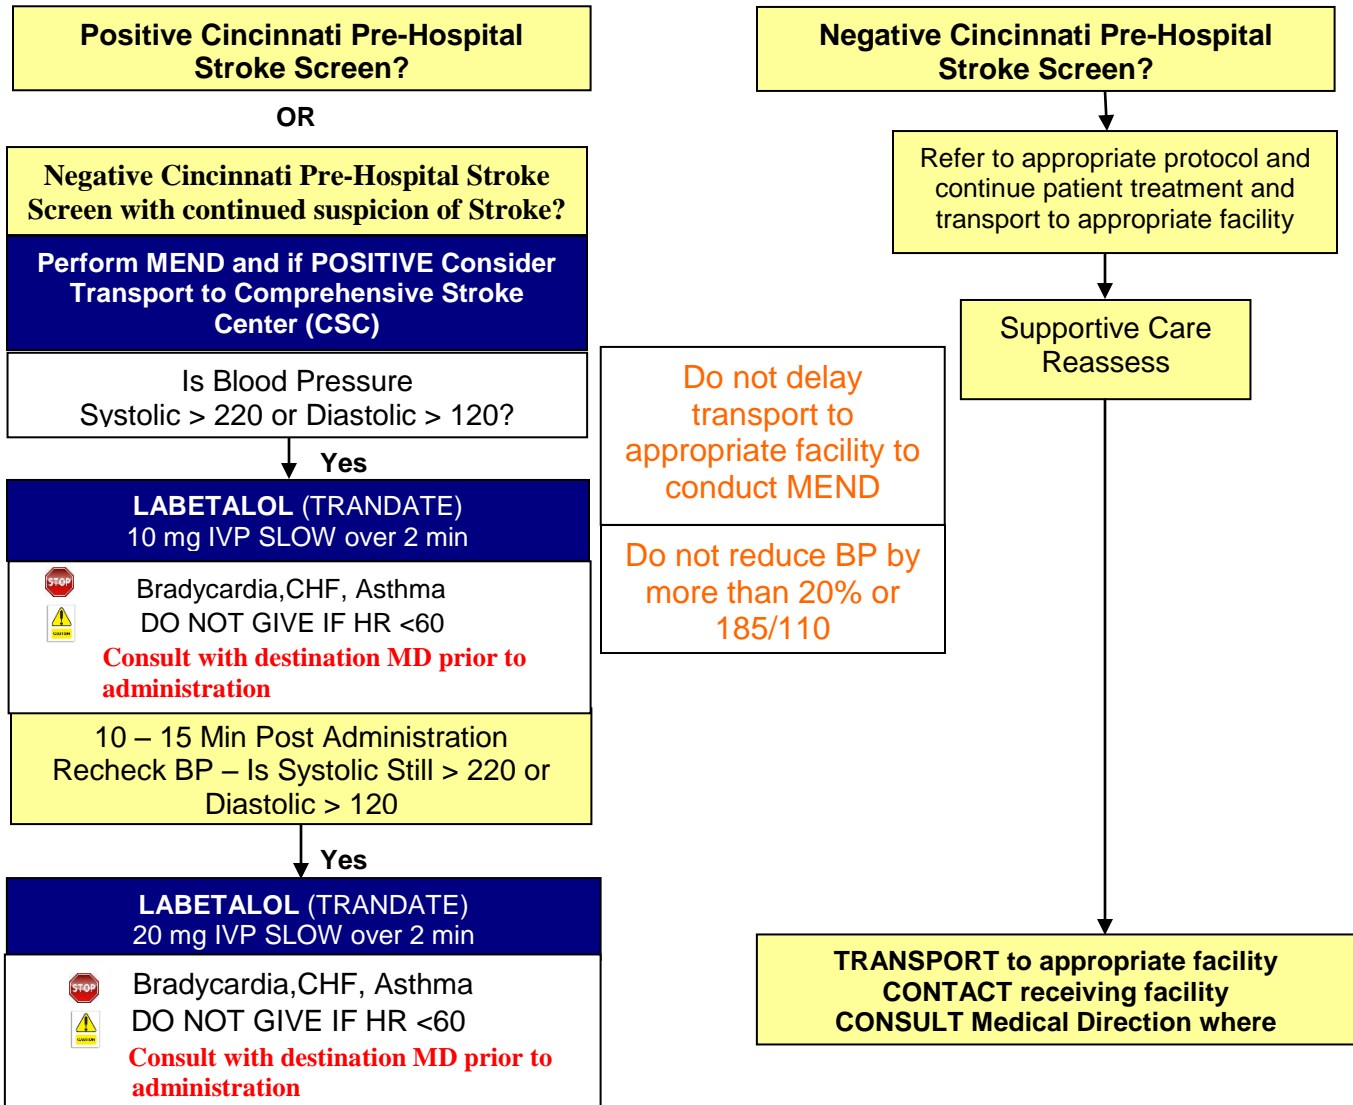 Positive Cincinnati Pre-Hospital
Stroke Screen?
OR
Negative Cincinnati Pre-Hospital Stroke
Screen with continued suspicion of Stroke?
Perform MEND and if POSITIVE Consider
Transport to Comprehensive Stroke
Center (CSC)
Is Blood Pressure
Systolic > 220 or Diastolic > 120?
Yes
LABETALOL (TRANDATE)
10 mg IVP SLOW over 2 min
STOP
Bradycardia,CHF, Asthma
CAUTION
DO NOT GIVE IF HR <60
Consult with destination MD prior to
administration
10 – 15 Min Post Administration
Recheck BP – Is Systolic Still > 220 or
Diastolic > 120
Yes
LABETALOL (TRANDATE)
20 mg IVP SLOW over 2 min
STOP
Bradycardia,CHF, Asthma
CAUTION
DO NOT GIVE IF HR <60
Consult with destination MD prior to
administration
Do not delay
transport to
appropriate facility to
conduct MEND
Do not reduce BP by
more than 20% or
185/110
Negative Cincinnati Pre-Hospital
Stroke Screen?
Refer to appropriate protocol and
continue patient treatment and
transport to appropriate facility
Supportive Care
Reassess
TRANSPORT to appropriate facility
CONTACT receiving facility
CONSULT Medical Direction where